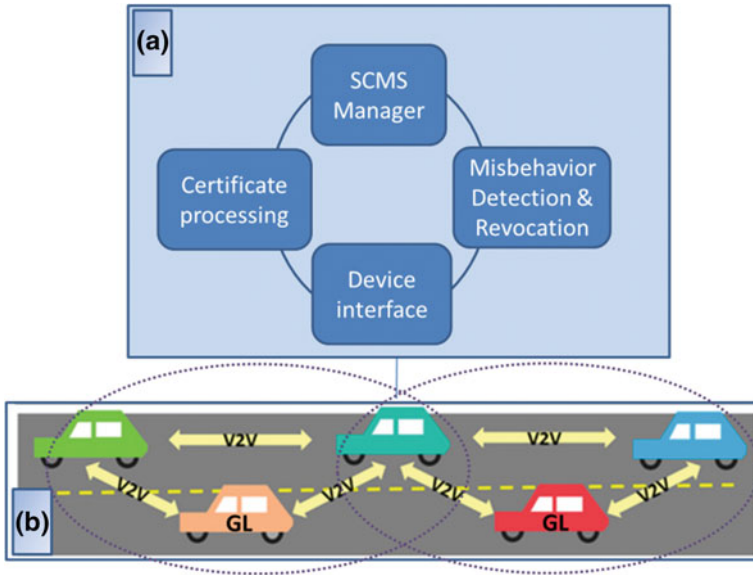 (a)
SCMS
Manager
Certificate
processing
Misbehavior
Detection &
Revocation
Device
interface
V2V
V2V
V2V
V2V
V2V
V2V
GL
GL
(b)